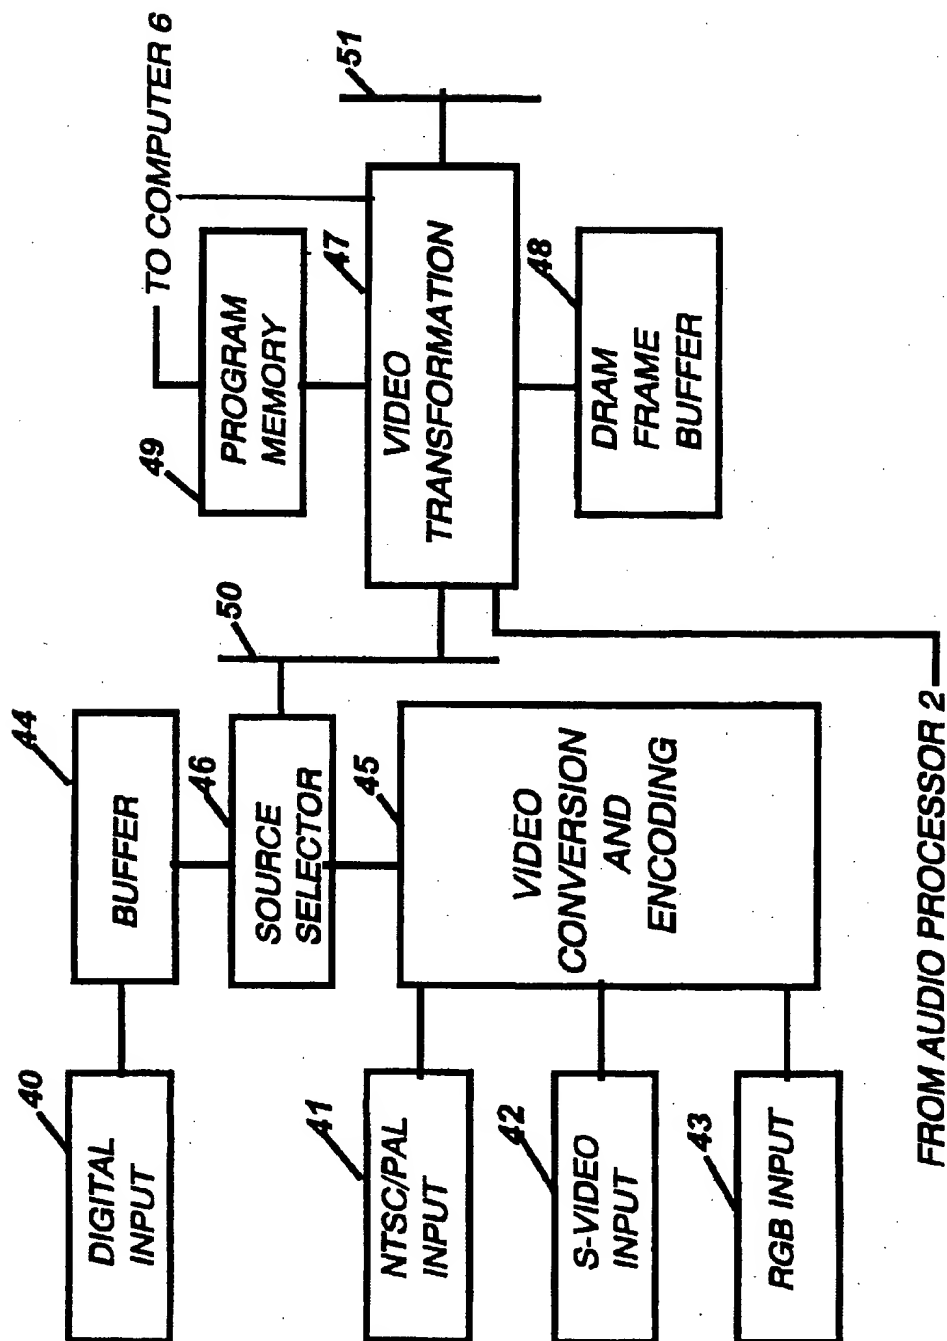 40
DIGITAL
INPUT
44
BUFFER
41
NTSC/PAL
INPUT
42
S-VIDEO
INPUT
43
RGB INPUT
46
SOURCE
SELECTOR
45
VIDEO
CONVERSION
AND
ENCODING
50
49
PROGRAM
MEMORY
TO COMPUTER 6
47
VIDEO
TRANSFORMATION
51
48
DRAM
FRAME
BUFFER
FROM AUDIO PROCESSOR 2